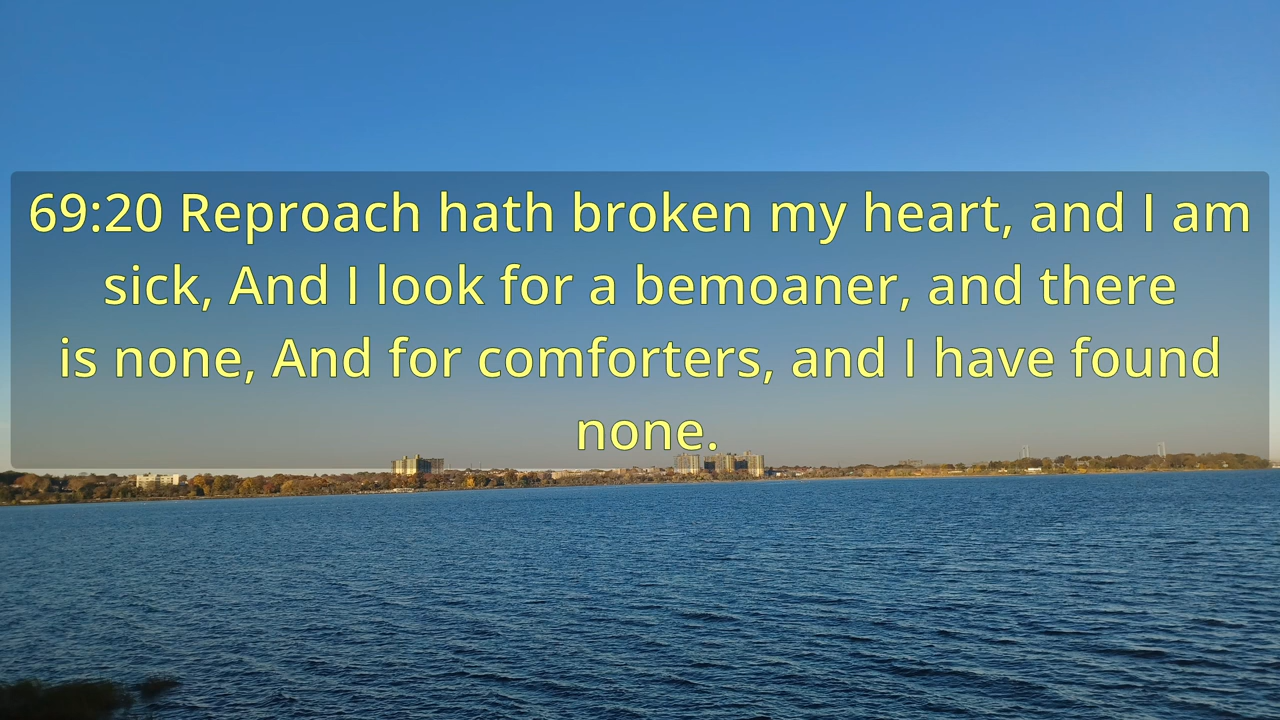 69:20 Reproach hath broken my heart, and I am
sick, And I look for a bemoaner, and there
is none, And for comforters, and I have found
none.